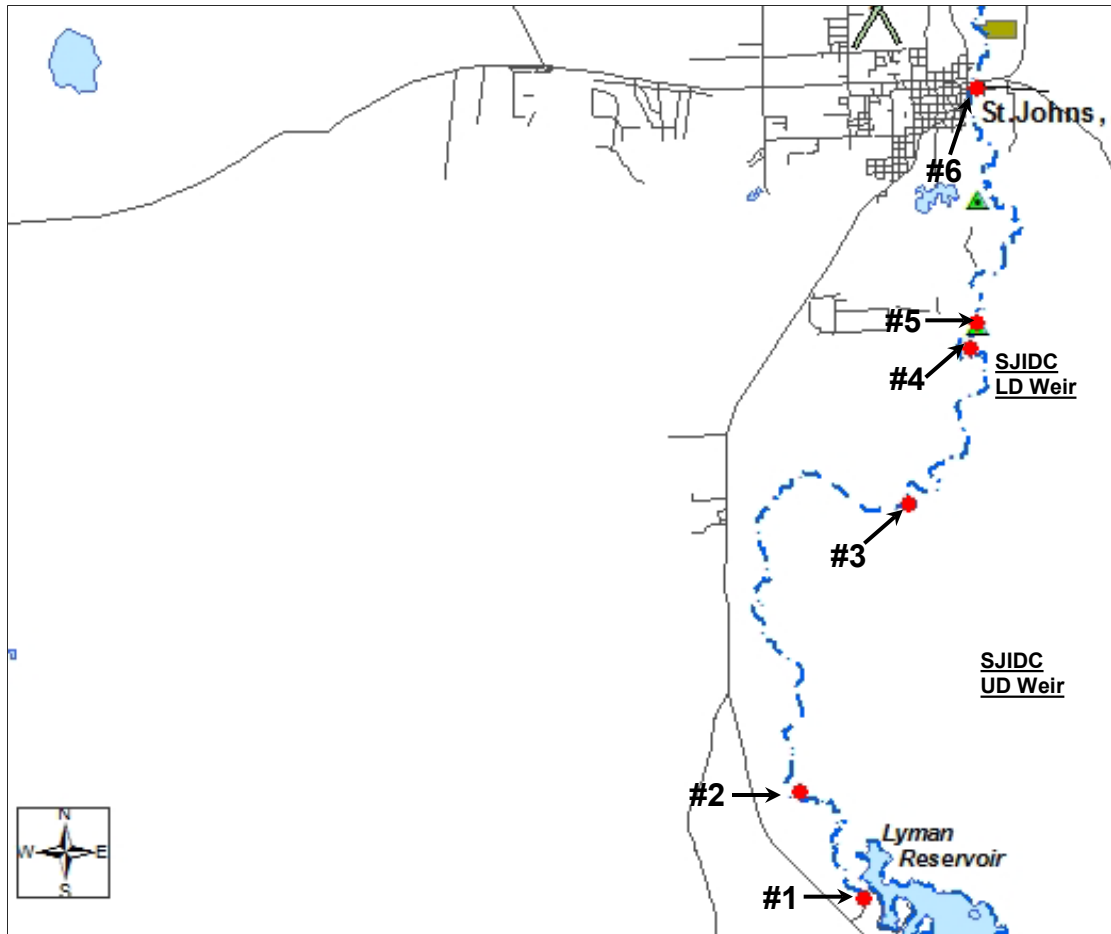 St.Johns,
#6
#5
#4
SJIDC
LD Weir
#3
SJIDC
UD Weir
#2
Lyman
Reservoir
#1
N
W E
S